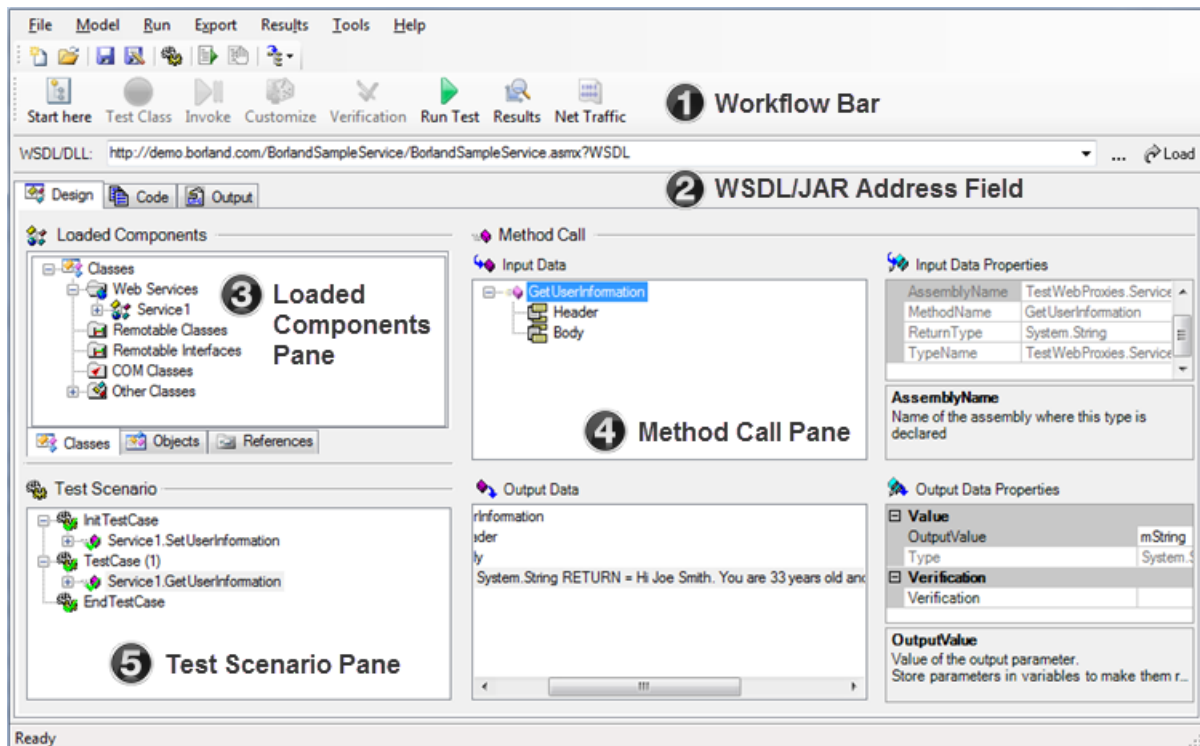 File Model Run Export Results Tools Help
Start here Test Class Invoke Customize Verification Run Test Results Net Traffic
1 Workflow Bar
WSDL/DLL: http://demo.borland.com/BorlandSampleService/BorlandSampleService.asmx?WSDL ... Load
2 WSDL/JAR Address Field
Design Code Output
Loaded Components
Classes
Web Services
Service1
Remotable Classes
Remotable Interfaces
COM Classes
Other Classes
3 Loaded
Components
Pane
Classes Objects References
Method Call
Input Data
GetUserInformation
Header
Body
4 Method Call Pane
Input Data Properties
AssemblyName TestWebProxies.Service
MethodName GetUserInformation
ReturnType System.String
TypeName TestWebProxies.Service
AssemblyName
Name of the assembly where this type is
declared
Test Scenario
InitTestCase
Service1.SetUserInformation
TestCase (1)
Service1.GetUserInformation
EndTestCase
5 Test Scenario Pane
Output Data
rInformation
ader
ly
System.String RETURN = Hi Joe Smith. You are 33 years old and
Output Data Properties
Value
OutputValue mString
Type System.S
Verification
Verification
OutputValue
Value of the output parameter.
Store parameters in variables to make them r...
Ready